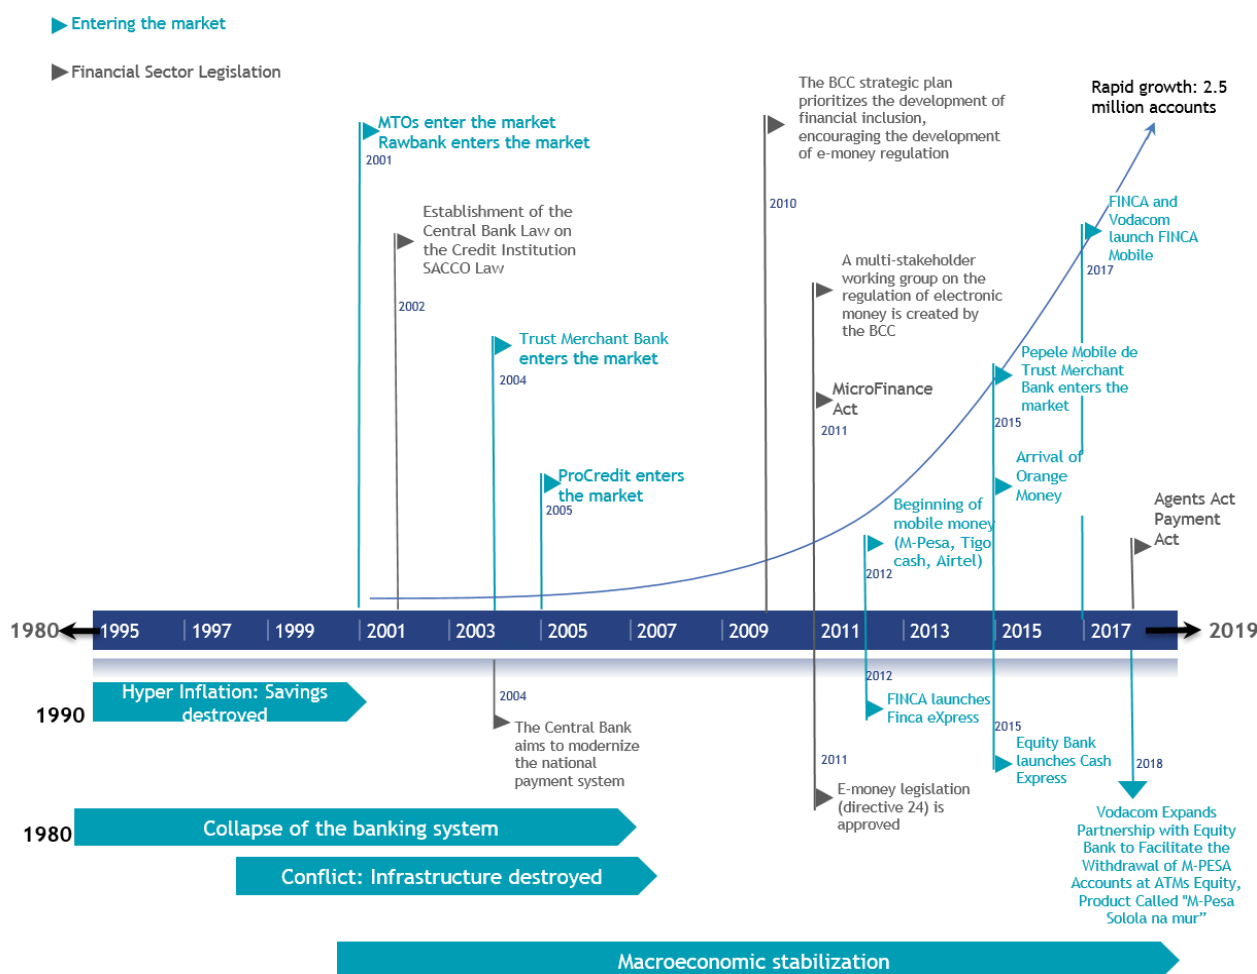 Entering the market
Financial Sector Legislation
MTOs enter the market
Rawbank enters the market
2001
Establishment of the
Central Bank Law on
the Credit Institution
SACCO Law
2002
Trust Merchant Bank
enters the market
2004
ProCredit enters
the market
2005
The BCC strategic plan
prioritizes the development of
financial inclusion,
encouraging the development
of e-money regulation
2010
A multi-stakeholder
working group on the
regulation of electronic
money is created by
the BCC
MicroFinance
Act
2011
Beginning of
mobile money
(M-Pesa, Tigo
cash, Airtel)
2012
Rapid growth: 2.5
million accounts
FINCA and
Vodacom
launch FINCA
Mobile
2017
Pepele Mobile de
Trust Merchant
Bank enters the
market
2015
Arrival of
Orange
Money
Agents Act
Payment
Act
1980
1995
1997
1999
2001
2003
2005
2007
2009
2011
2013
2015
2017
2019
1990
Hyper Inflation: Savings
destroyed
2004
The Central Bank
aims to modernize
the national
payment system
2012
FINCA launches
Finca eXpress
2015
Equity Bank
launches Cash
Express
2011
E-money legislation
(directive 24) is
approved
2018
Vodacom Expands
Partnership with Equity
Bank to Facilitate the
Withdrawal of M-PESA
Accounts at ATMs Equity,
Product Called "M-Pesa
Solola na mur”
1980
Collapse of the banking system
Conflict: Infrastructure destroyed
Macroeconomic stabilization